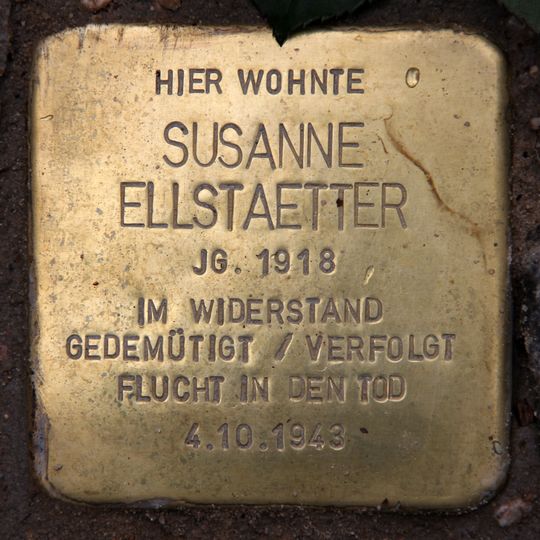 HIER WOHNTE
SUSANNE
ELLSTAETTER
JG. 1918
IM WIDERSTAND
GEDEMÜTIGT / VERFOLGT
FLUCHT IN DEN TOD
4.10.1943